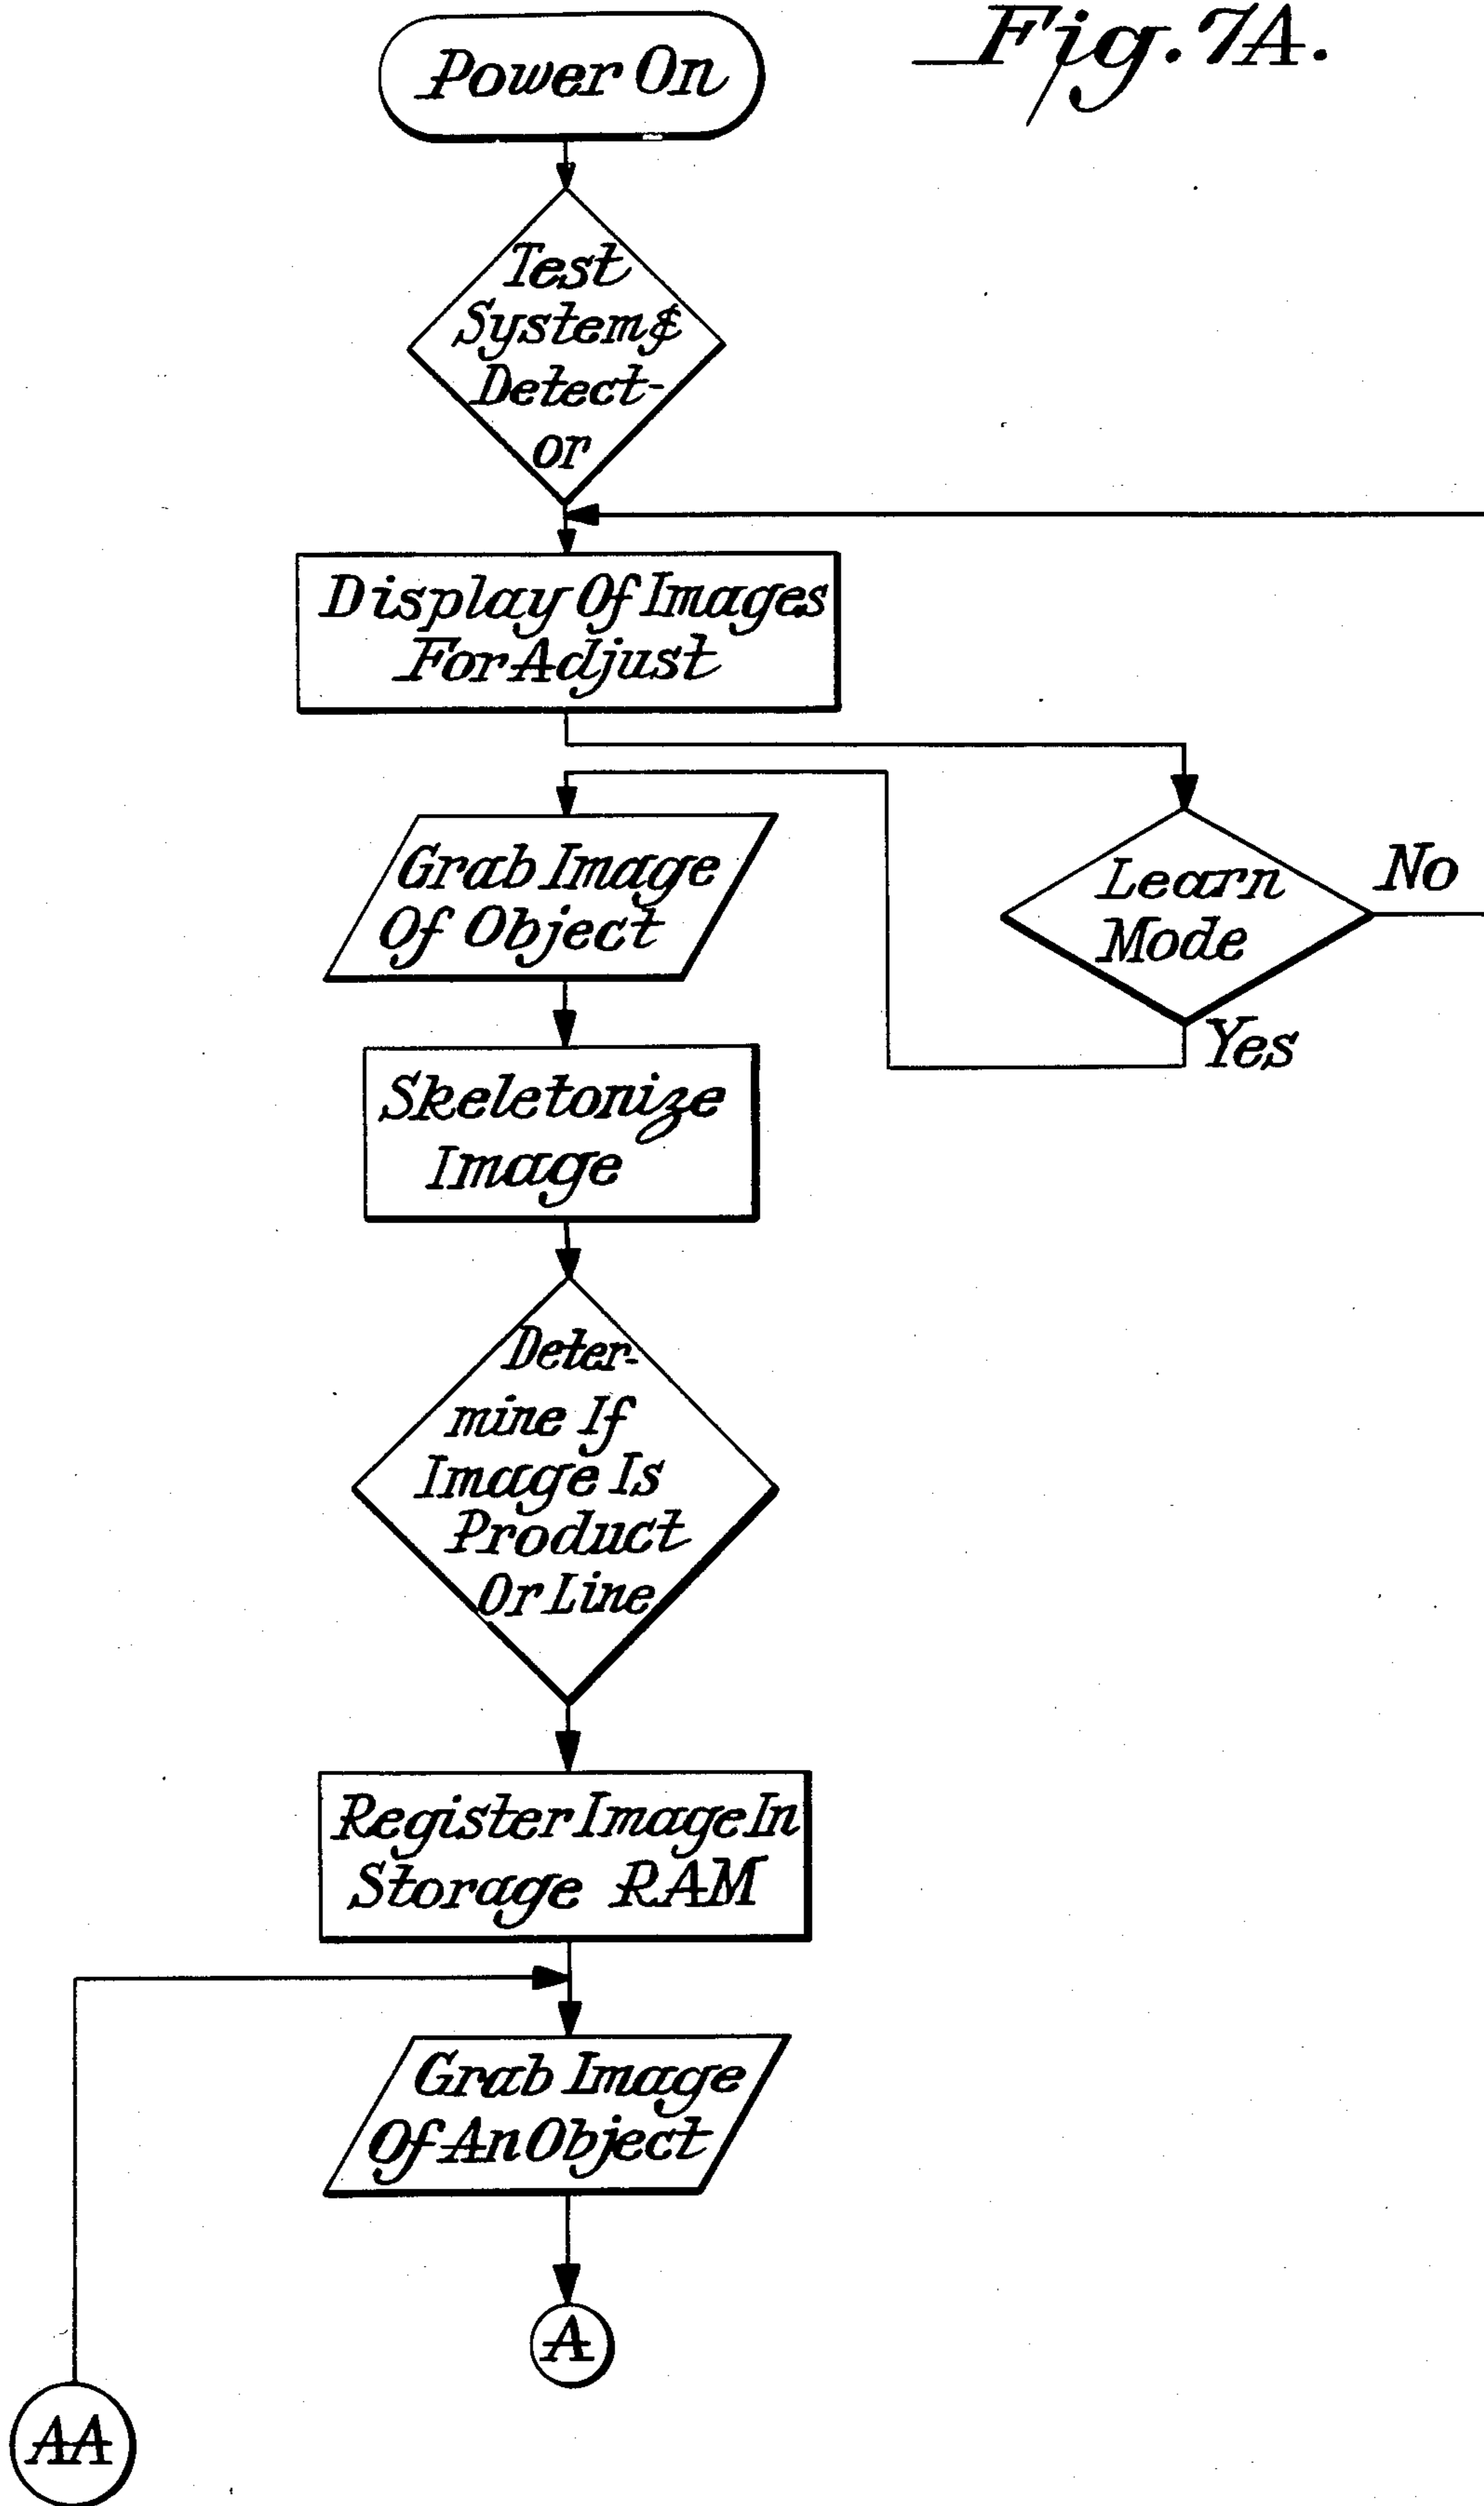 Fig. 7A.
Power On
Test
System &
Detect-
or
Display Of Images
For Adjust
Grab Image
Of Object
Learn
Mode
No
Yes
Skeletonize
Image
Deter-
mine If
Image Is
Product
Or Line
Register Image In
Storage RAM
Grab Image
Of An Object
A
AA